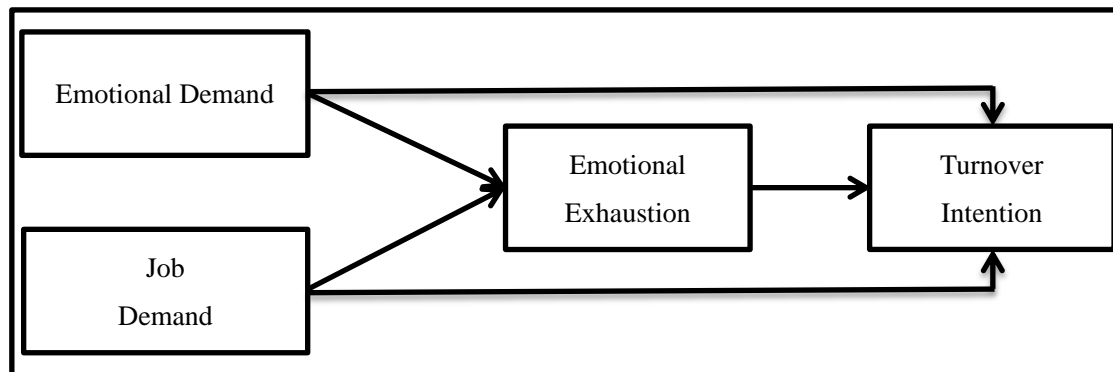 Emotional Demand
Emotional
Exhaustion
Turnover
Intention
Job
Demand